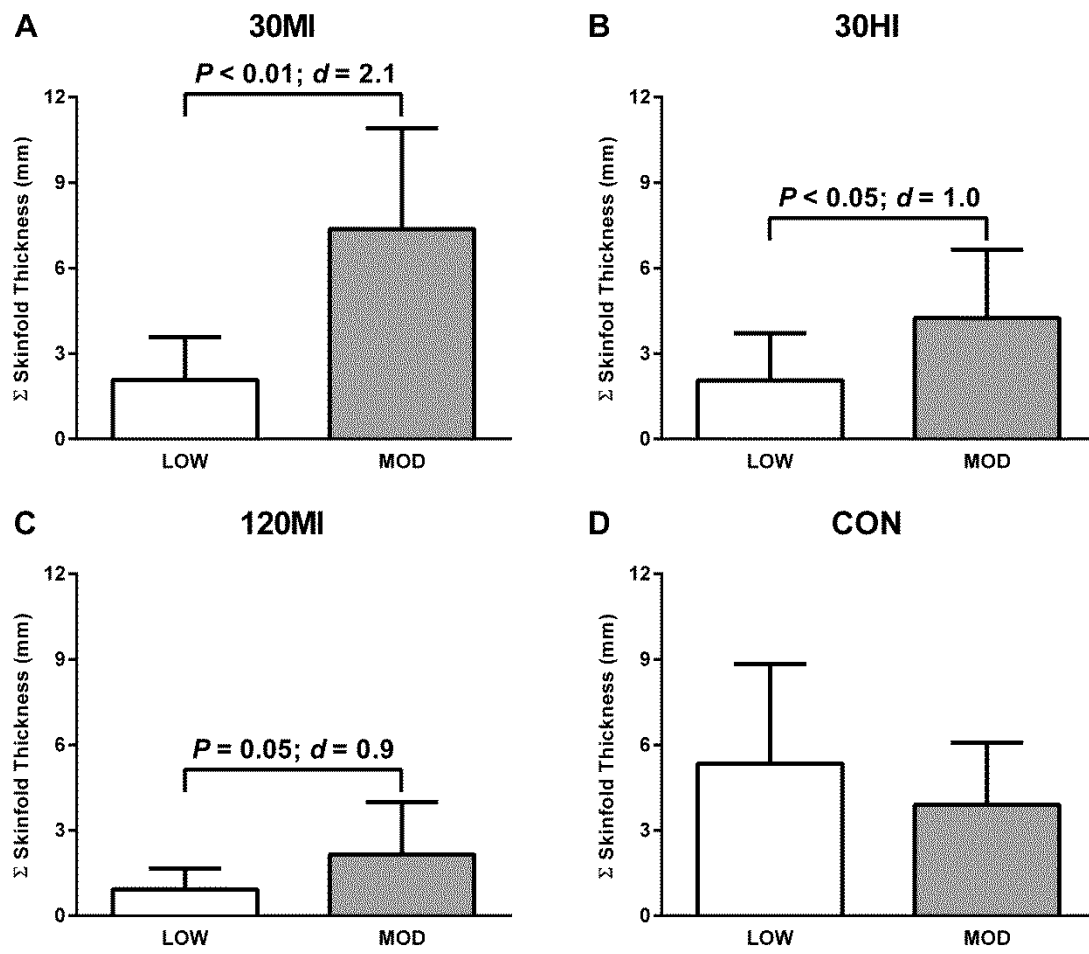 A
30MI
P < 0.01; d = 2.1
Σ Skinfold Thickness (mm)
12
9
6
3
0
LOW MOD
B
30HI
P < 0.05; d = 1.0
Σ Skinfold Thickness (mm)
12
9
6
3
0
LOW MOD
C
120MI
P = 0.05; d = 0.9
Σ Skinfold Thickness (mm)
12
9
6
3
0
LOW MOD
D
CON
Σ Skinfold Thickness (mm)
12
9
6
3
0
LOW MOD